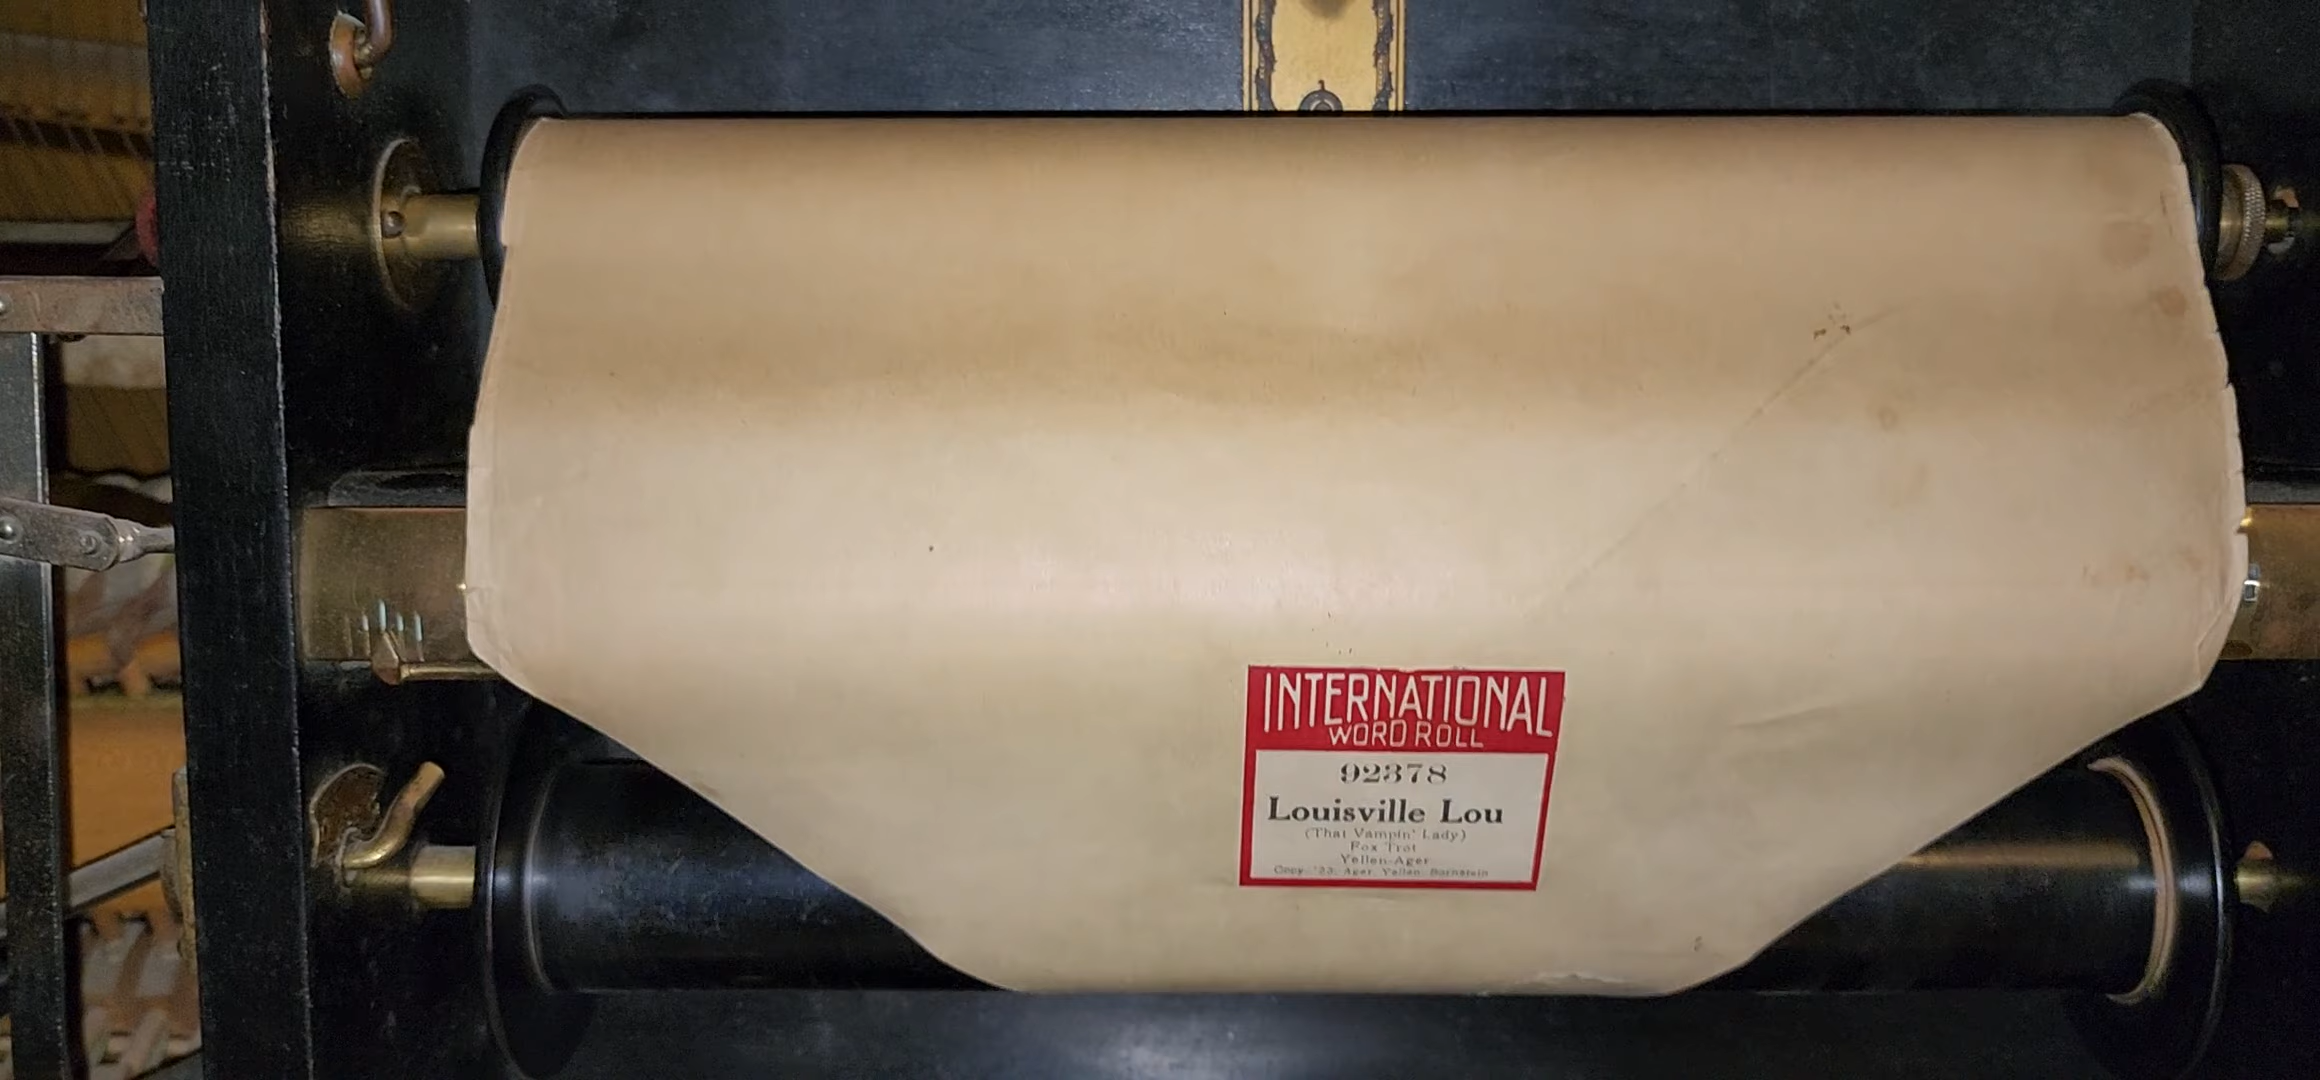 INTERNATIONAL
WORD ROLL
92378
Louisville Lou
(That Vampin' Lady)
Fox Trot
Yellen-Ager
Copy. '23, Ager, Yellen, Bornstein